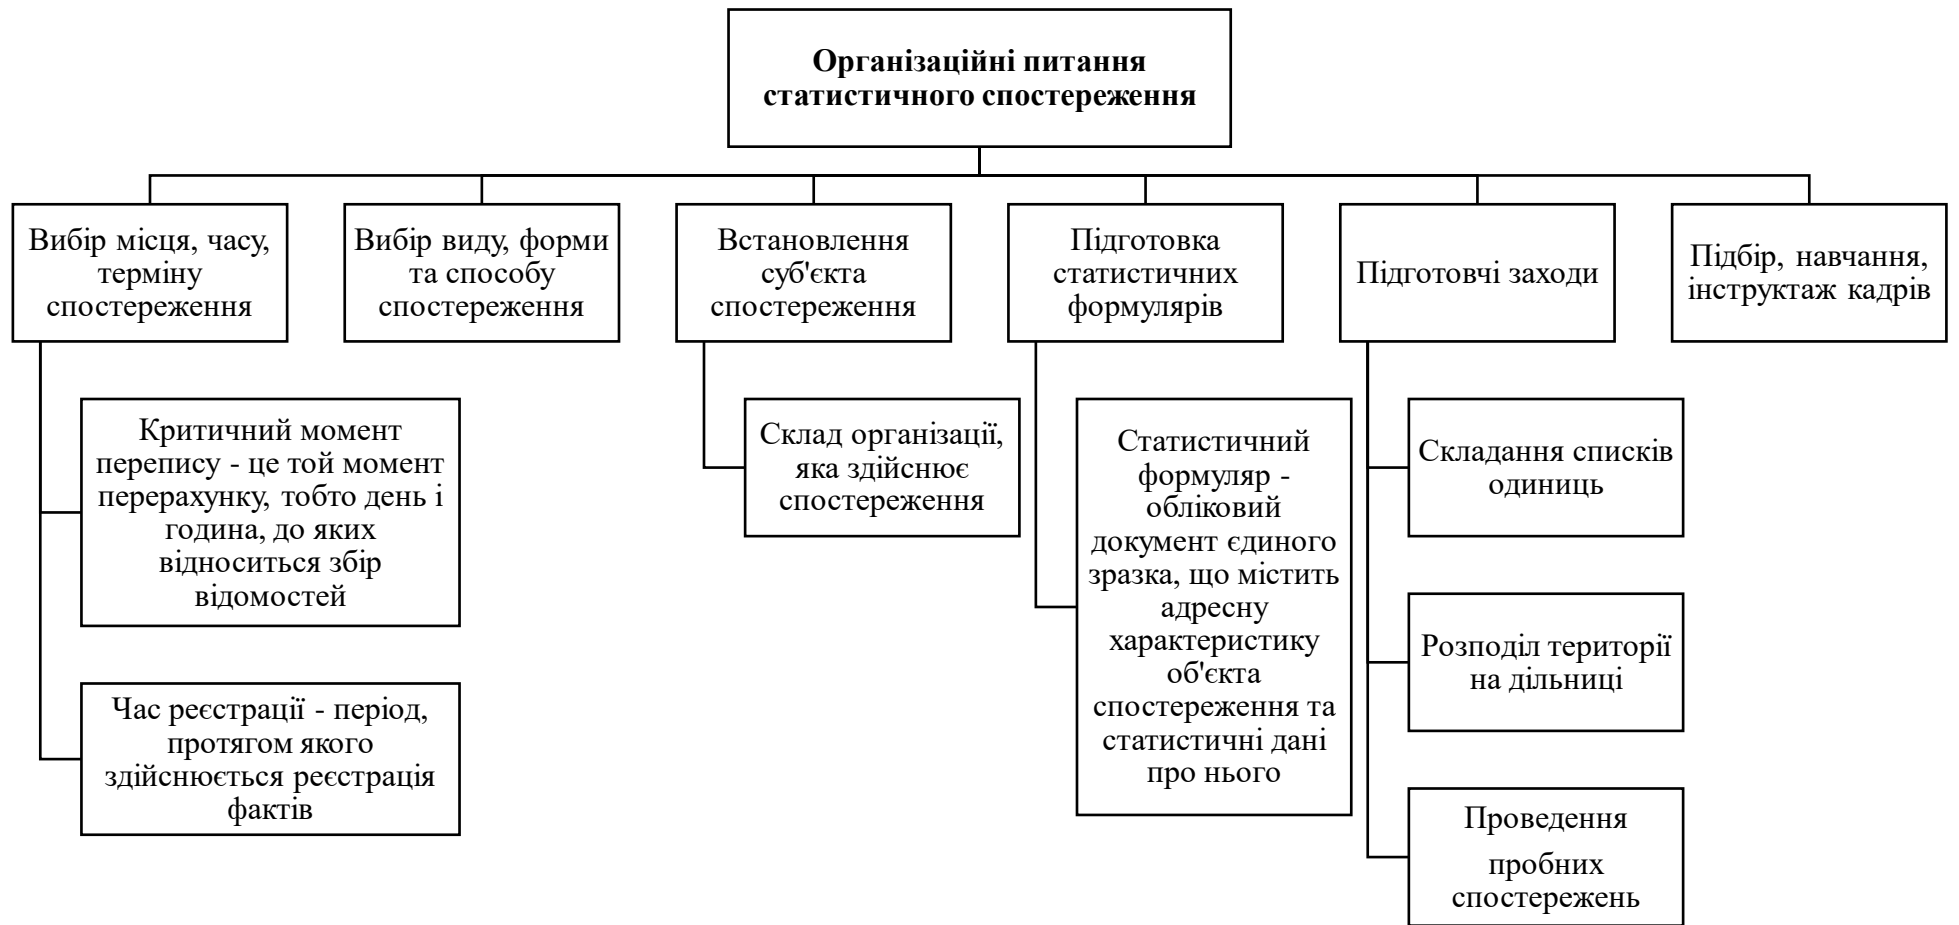 Організаційні питання
статистичного спостереження
Вибір місця, часу,
терміну
спостереження
Вибір виду, форми
та способу
спостереження
Встановлення
суб'єкта
спостереження
Підготовка
статистичних
формулярів
Підготовчі заходи
Підбір, навчання,
інструктаж кадрів
Критичний момент
перепису - це той момент
перерахунку, тобто день і
година, до яких
відноситься збір
відомостей
Час реєстрації - період,
протягом якого
здійснюється реєстрація
фактів
Склад організації,
яка здійснює
спостереження
Статистичний
формуляр -
обліковий
документ єдиного
зразка, що містить
адресну
характеристику
об'єкта
спостереження та
статистичні дані
про нього
Складання списків
одиниць
Розподіл території
на дільниці
Проведення
пробних
спостережень